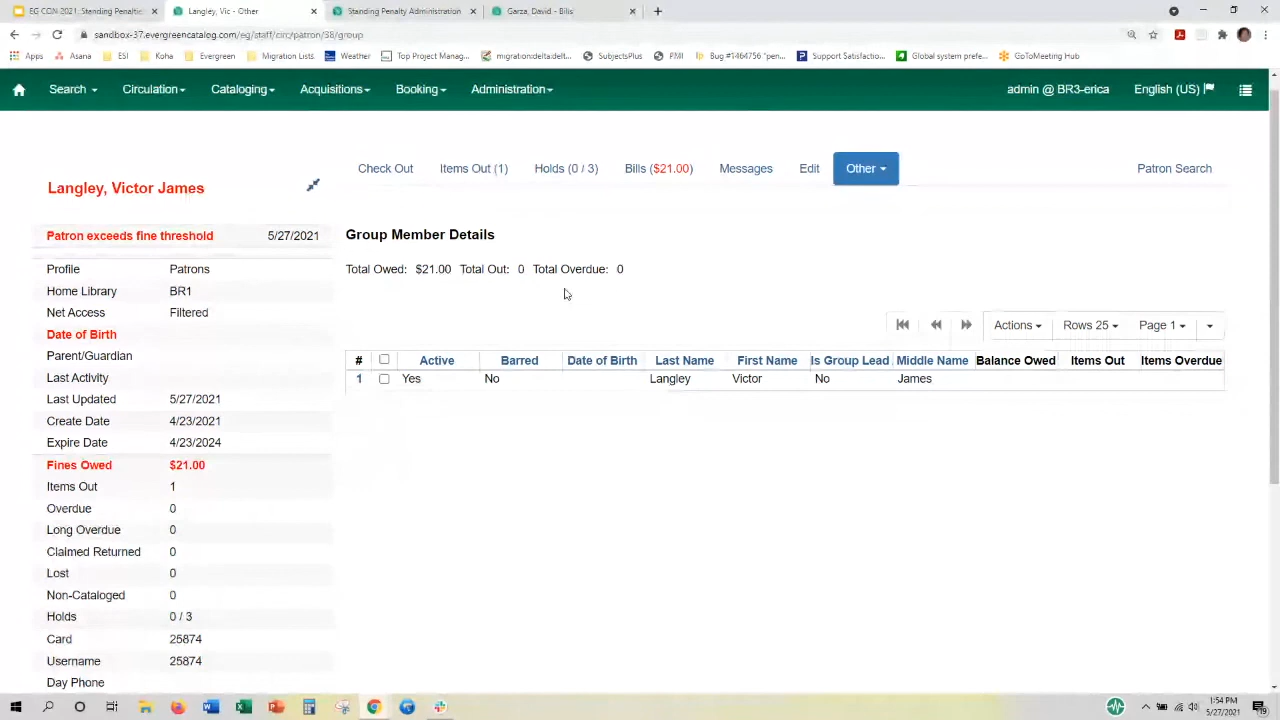 EG CON-2021: Standing Penaltie
Langley, Vic - Other
Standing Penalty Administration
Garza, David - Bills
sandbox-37.evergreencatalog.com/eg/staff/circ/patron/38/group
Apps Asana ESI Koha Evergreen Migration Lists Weather Top Project Manag... migration:delta:delt... SubjectsPlus PMI Bug #1464756 "pen... Support Satisfactio... Global system prefe... GoToMeeting Hub
Search Circulation Cataloging Acquisitions Booking Administration admin @ BR3-erica English (US)
Check Out Items Out (1) Holds (0 / 3) Bills ($21.00) Messages Edit Other Patron Search
Langley, Victor James
Patron exceeds fine threshold 5/27/2021
Profile Patrons
Home Library BR1
Net Access Filtered
Date of Birth
Parent/Guardian
Last Activity
Last Updated 5/27/2021
Create Date 4/23/2021
Expire Date 4/23/2024
Fines Owed $21.00
Items Out 1
Overdue 0
Long Overdue 0
Claimed Returned 0
Lost 0
Non-Cataloged 0
Holds 0 / 3
Card 25874
Username 25874
Day Phone
Group Member Details
Total Owed: $21.00 Total Out: 0 Total Overdue: 0
Actions Rows 25 Page 1
# Active Barred Date of Birth Last Name First Name Is Group Lead Middle Name Balance Owed Items Out Items Overdue
1 Yes No Langley Victor No James
1:54 PM
5/27/2021